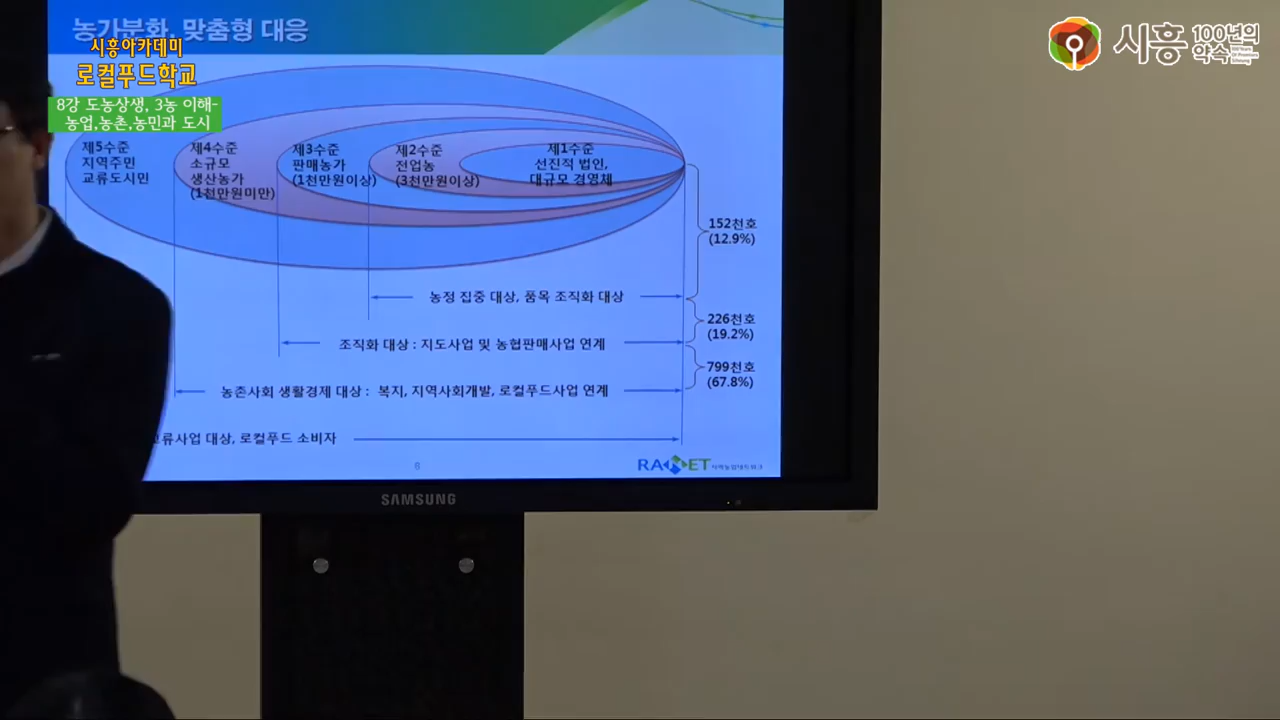 농가분화, 맞춤형 대응
시흥아카데미
로컬푸드학교
8강 도농상생, 3농 이해-
농업,농촌,농민과 도시
시흥
100년의
약속
제5수준
지역주민
교류도시민
제4수준
소규모
생산농가
(1천만원미만)
제3수준
판매농가
(1천만원이상)
제2수준
전업농
(3천만원이상)
제1수준
선진적 법인,
대규모 경영체
152천호
(12.9%)
농정 집중 대상, 품목 조직화 대상
226천호
(19.2%)
조직화 대상 : 지도사업 및 농협판매사업 연계
799천호
(67.8%)
농촌사회 생활경제 대상 : 복지, 지역사회개발, 로컬푸드사업 연계
교류사업 대상, 로컬푸드 소비자
6
SAMSUNG